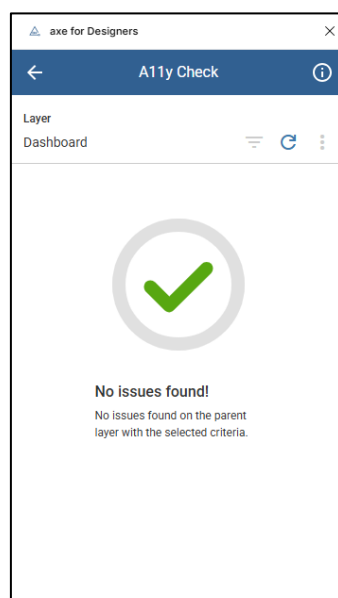 axe for Designers
A11y Check
Layer
Dashboard
No issues found!
No issues found on the parent
layer with the selected criteria.